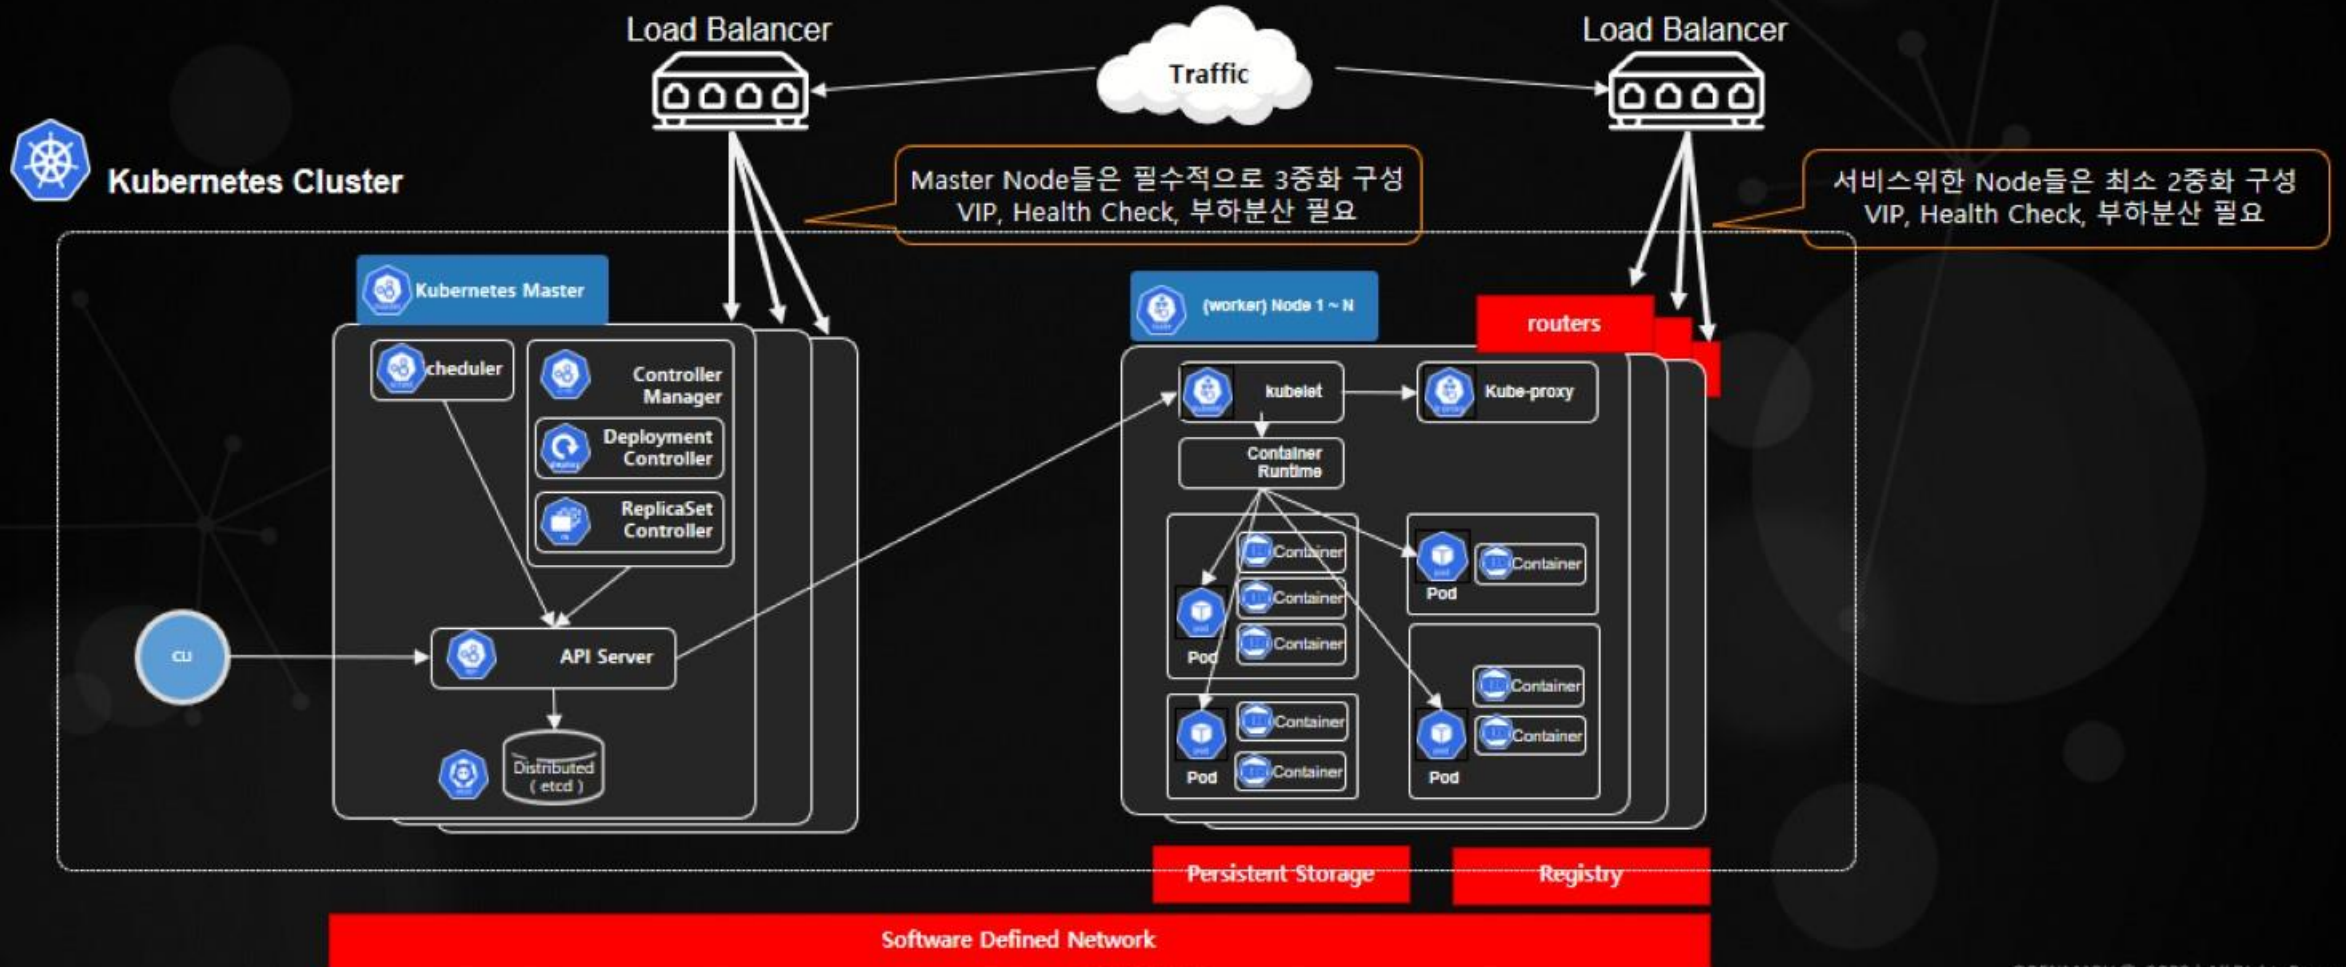 Load Balancer
Traffic
Load Balancer
Kubernetes Cluster
Master Node들은 필수적으로 3중화 구성
VIP, Health Check, 부하분산 필요
서비스위한 Node들은 최소 2중화 구성
VIP, Health Check, 부하분산 필요
Kubernetes Master
cheduler
Controller
Manager
Deployment
Controller
ReplicaSet
Controller
CLI
API Server
Distributed
( etcd )
(worker) Node 1 ~ N
routers
kubelet
Kube-proxy
Container
Runtime
Container
Container
Container
Pod
Container
Pod
Container
Container
Pod
Container
Container
Pod
Persistent Storage
Registry
Software Defined Network